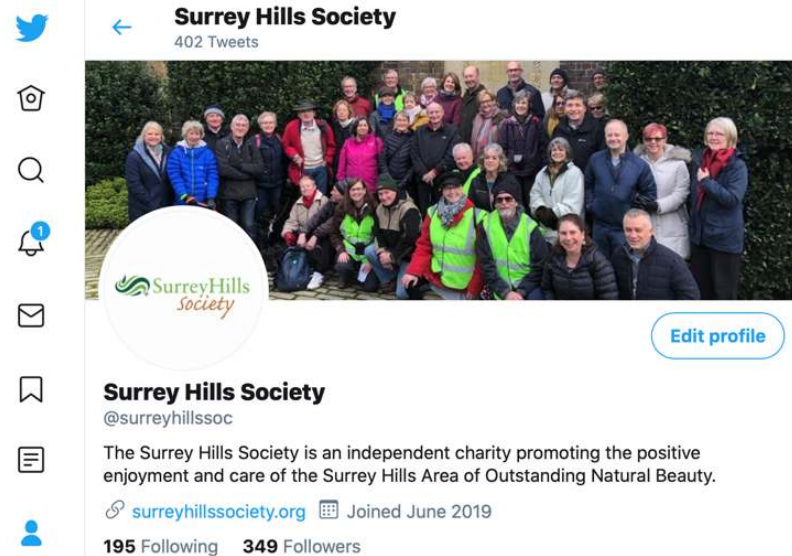 Surrey Hills Society
402 Tweets
1
SurreyHills
Society
Edit profile
Surrey Hills Society
@surreyhillssoc
The Surrey Hills Society is an independent charity promoting the positive
enjoyment and care of the Surrey Hills Area of Outstanding Natural Beauty.
surreyhillssociety.org Joined June 2019
195 Following 349 Followers